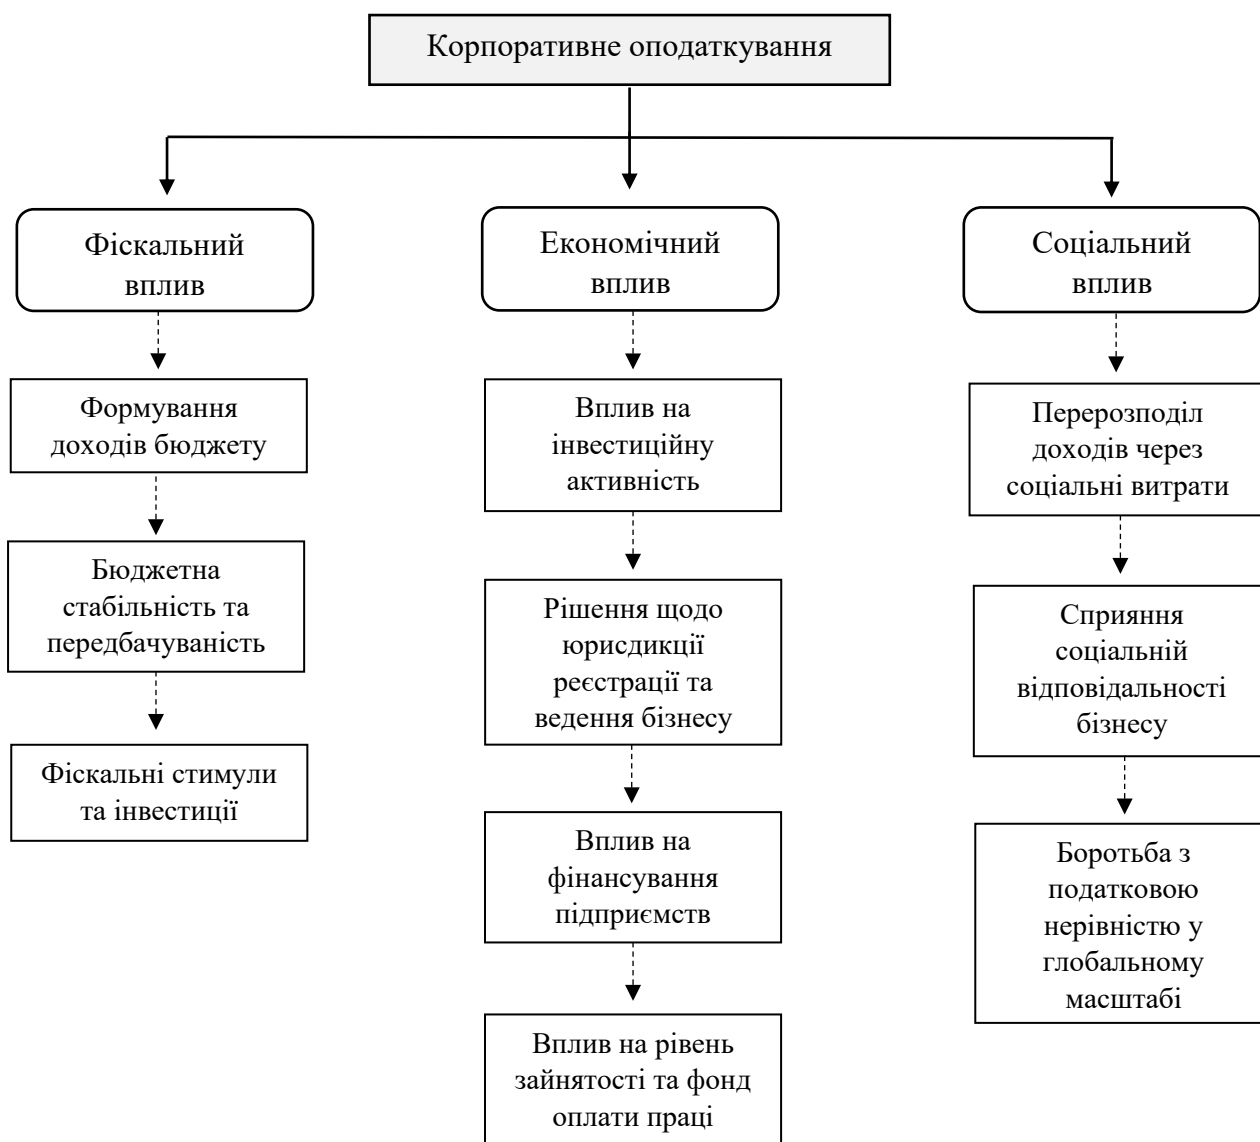 Корпоративне оподаткування
Фіскальний
вплив
Економічний
вплив
Соціальний
вплив
Формування
доходів бюджету
Бюджетна
стабільність та
передбачуваність
Фіскальні стимули
та інвестиції
Вплив на
інвестиційну
активність
Рішення щодо
юрисдикції
реєстрації та
ведення бізнесу
Вплив на
фінансування
підприємств
Вплив на рівень
зайнятості та фонд
оплати праці
Перерозподіл
доходів через
соціальні витрати
Сприяння
соціальній
відповідальності
бізнесу
Боротьба з
податковою
нерівністю у
глобальному
масштабі